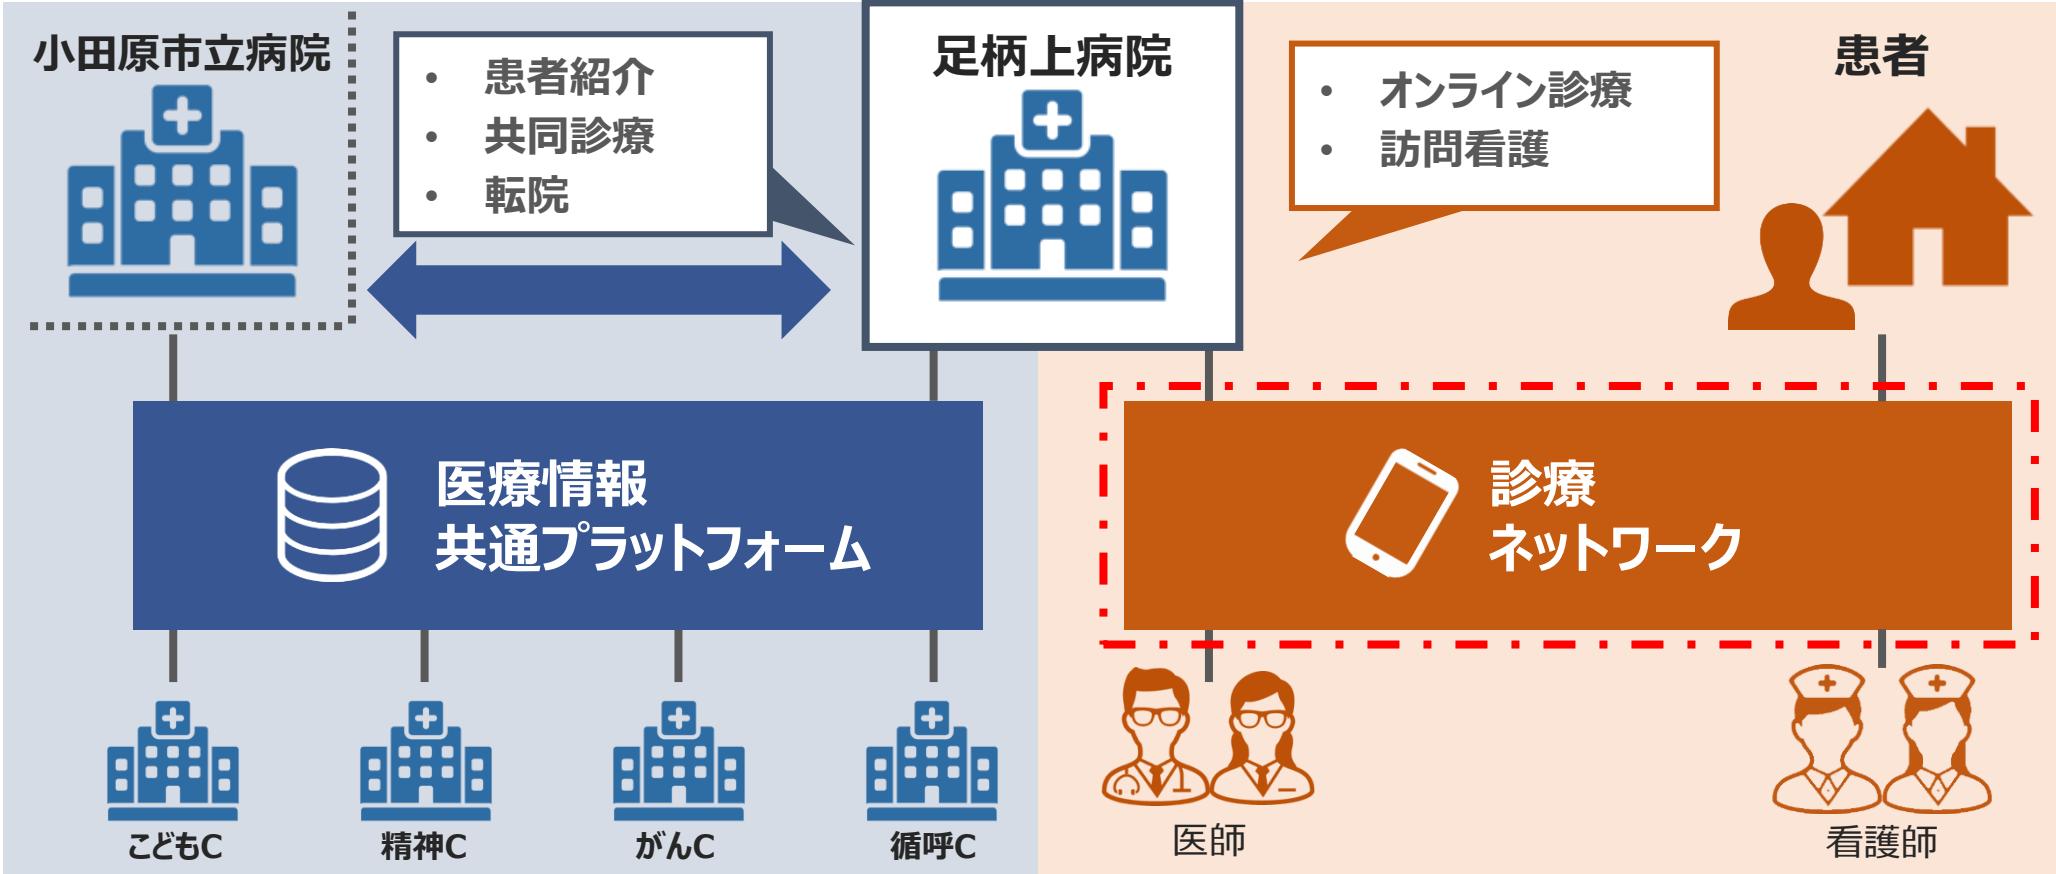 小田原市立病院
• 患者紹介
• 共同診療
• 転院
足柄上病院
• オンライン診療
• 訪問看護
患者
医療情報
共通プラットフォーム
診療
ネットワーク
こどもC
精神C
がんC
循呼C
医師
看護師